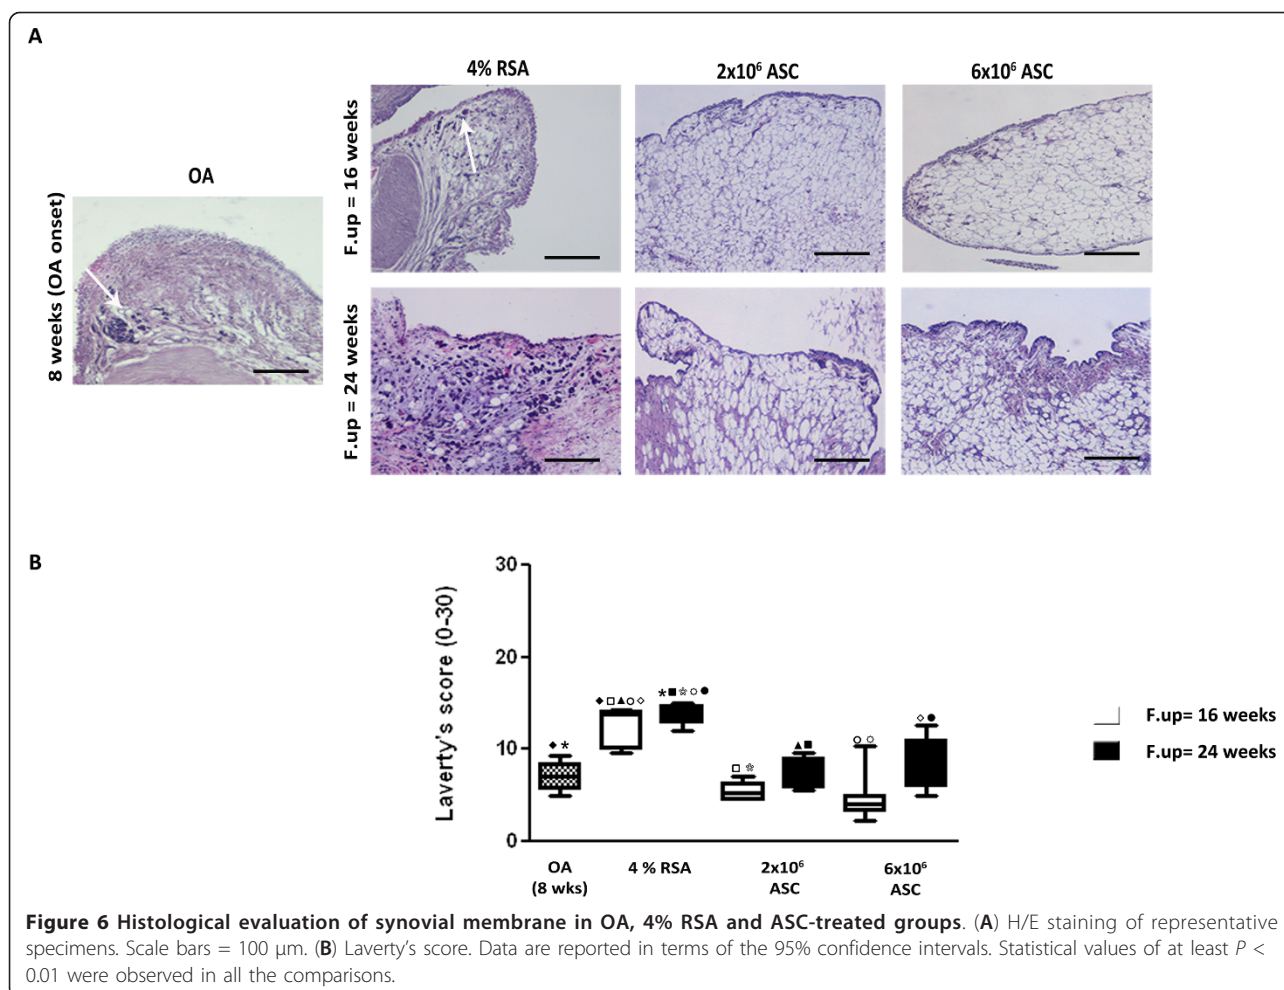 A
4% RSA
2x10⁶ ASC
6x10⁶ ASC
F.up = 16 weeks
OA
8 weeks (OA onset)
F.up = 24 weeks
B
Laverty's score (0-30)
30
20
10
0
◆ *
◆ □ ▲ ○ ◇
* ■ ☆ ○ ●
□ ☆
▲ ■
○ ○
◇ ●
F.up= 16 weeks
F.up= 24 weeks
OA
(8 wks)
4 % RSA
2x10⁶
ASC
6x10⁶
ASC
Figure 6 Histological evaluation of synovial membrane in OA, 4% RSA and ASC-treated groups. (A) H/E staining of representative
specimens. Scale bars = 100 μm. (B) Laverty's score. Data are reported in terms of the 95% confidence intervals. Statistical values of at least P <
0.01 were observed in all the comparisons.